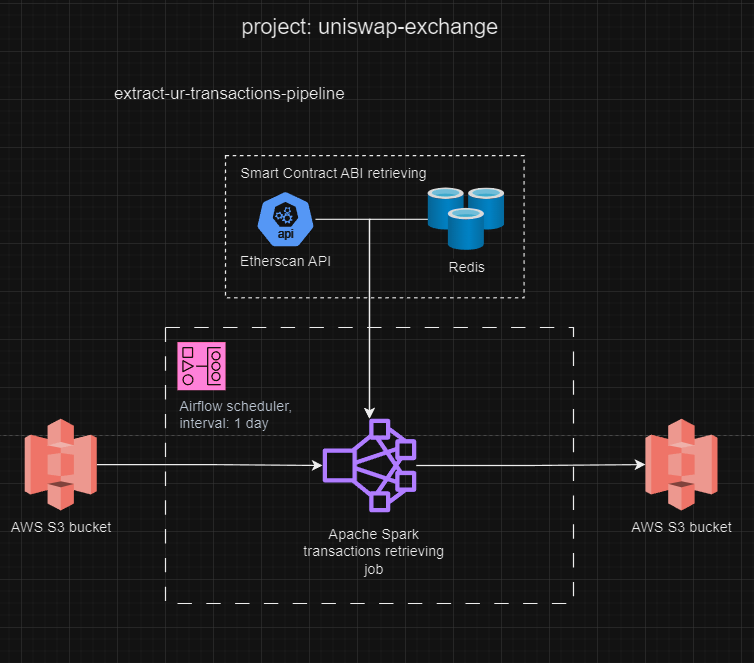 project: uniswap-exchange
extract-ur-transactions-pipeline
Smart Contract ABI retrieving
api
Etherscan API
Redis
Airflow scheduler,
interval: 1 day
AWS S3 bucket
Apache Spark
transactions retrieving
job
AWS S3 bucket